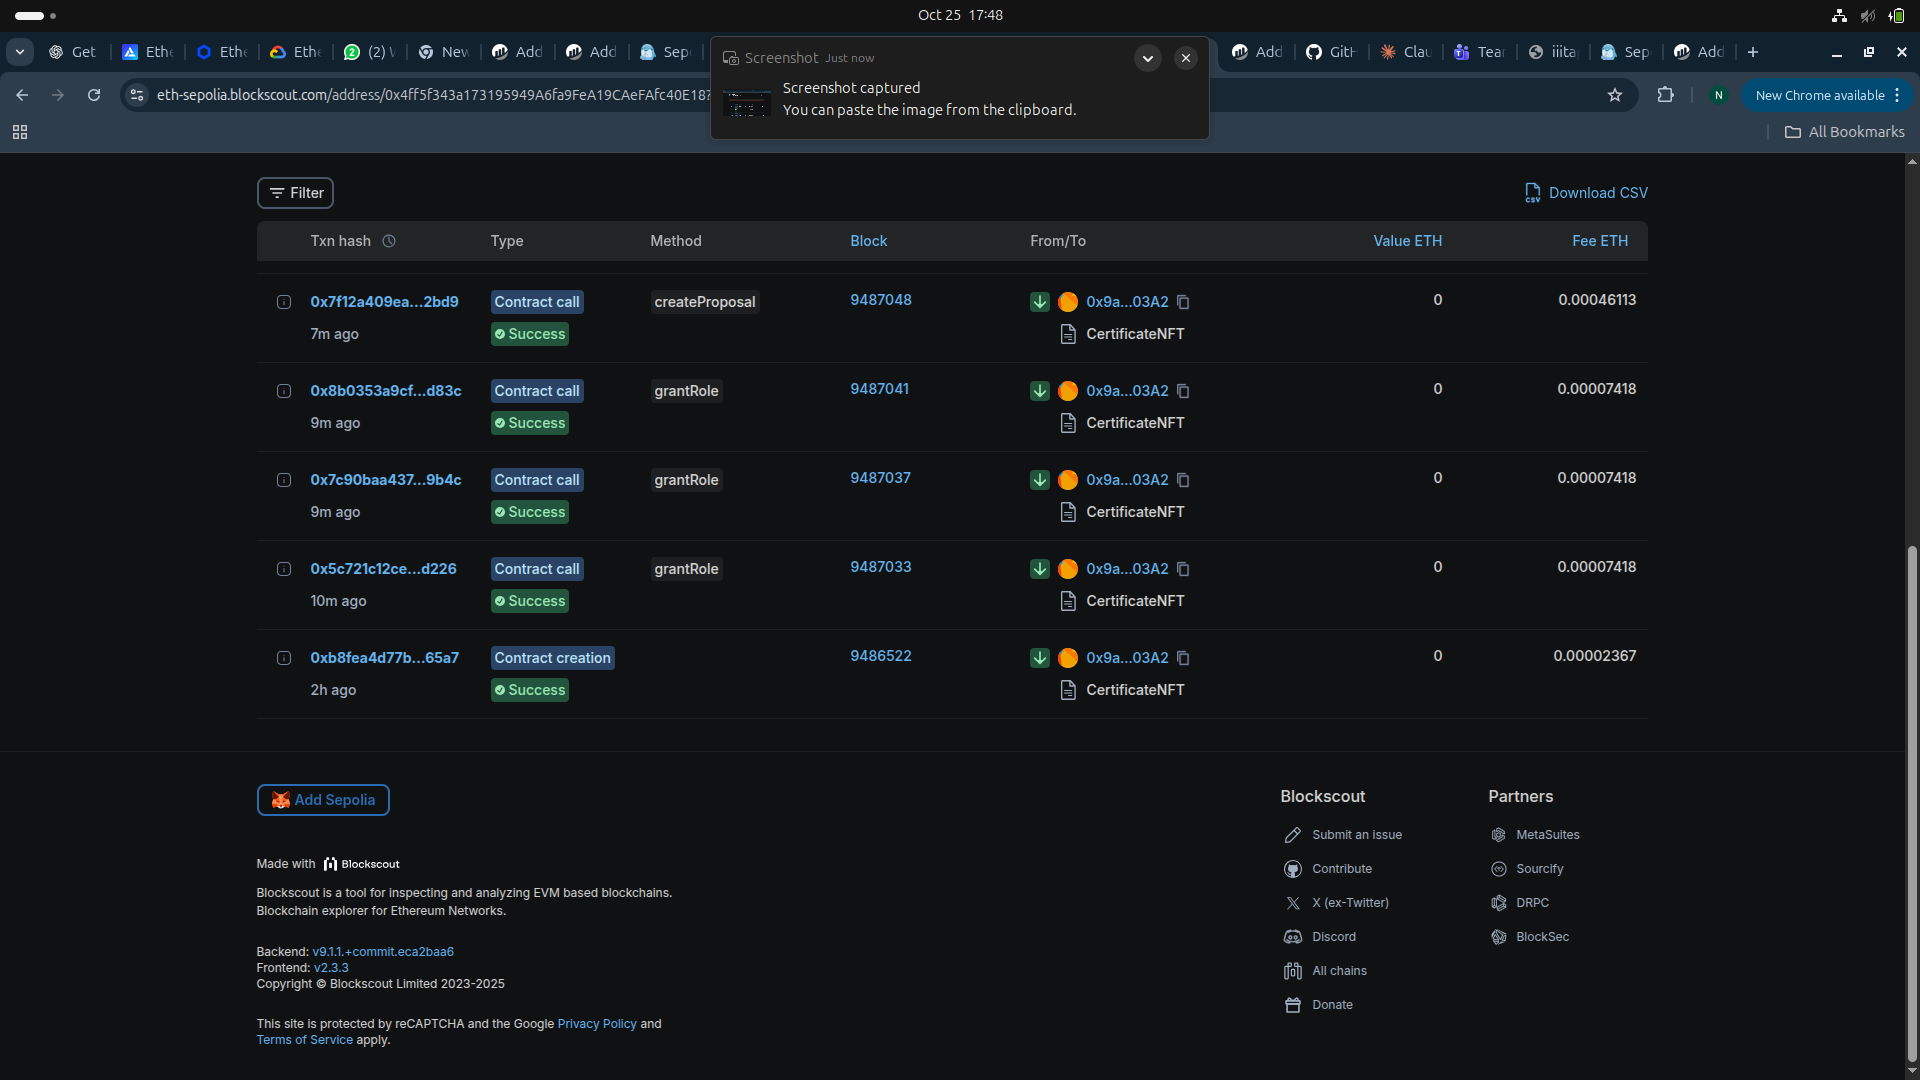 Oct 25 17:48
Get
Ethe
Ethe
Ethe
(2) W
New
Add
Add
Sep
Add
GitH
Clau
Tear
iiita
Sep
Add
Screenshot Just now
Screenshot captured
You can paste the image from the clipboard.
eth-sepolia.blockscout.com/address/0x4ff5f343a173195949A6fa9FeA19CAeFAfc40E18?
N
New Chrome available
All Bookmarks
Filter
Download CSV
Txn hash Type Method Block From/To Value ETH Fee ETH
0x7f12a409ea...2bd9 Contract call createProposal 9487048 0x9a...03A2 0 0.00046113
7m ago Success CertificateNFT
0x8b0353a9cf...d83c Contract call grantRole 9487041 0x9a...03A2 0 0.00007418
9m ago Success CertificateNFT
0x7c90baa437...9b4c Contract call grantRole 9487037 0x9a...03A2 0 0.00007418
9m ago Success CertificateNFT
0x5c721c12ce...d226 Contract call grantRole 9487033 0x9a...03A2 0 0.00007418
10m ago Success CertificateNFT
0xb8fea4d77b...65a7 Contract creation 9486522 0x9a...03A2 0 0.00002367
2h ago Success CertificateNFT
Add Sepolia
Made with Blockscout
Blockscout is a tool for inspecting and analyzing EVM based blockchains.
Blockchain explorer for Ethereum Networks.
Backend: v9.1.1.+commit.eca2baa6
Frontend: v2.3.3
Copyright © Blockscout Limited 2023-2025
This site is protected by reCAPTCHA and the Google Privacy Policy and
Terms of Service apply.
Blockscout
Submit an issue
Contribute
X (ex-Twitter)
Discord
All chains
Donate
Partners
MetaSuites
Sourcify
DRPC
BlockSec